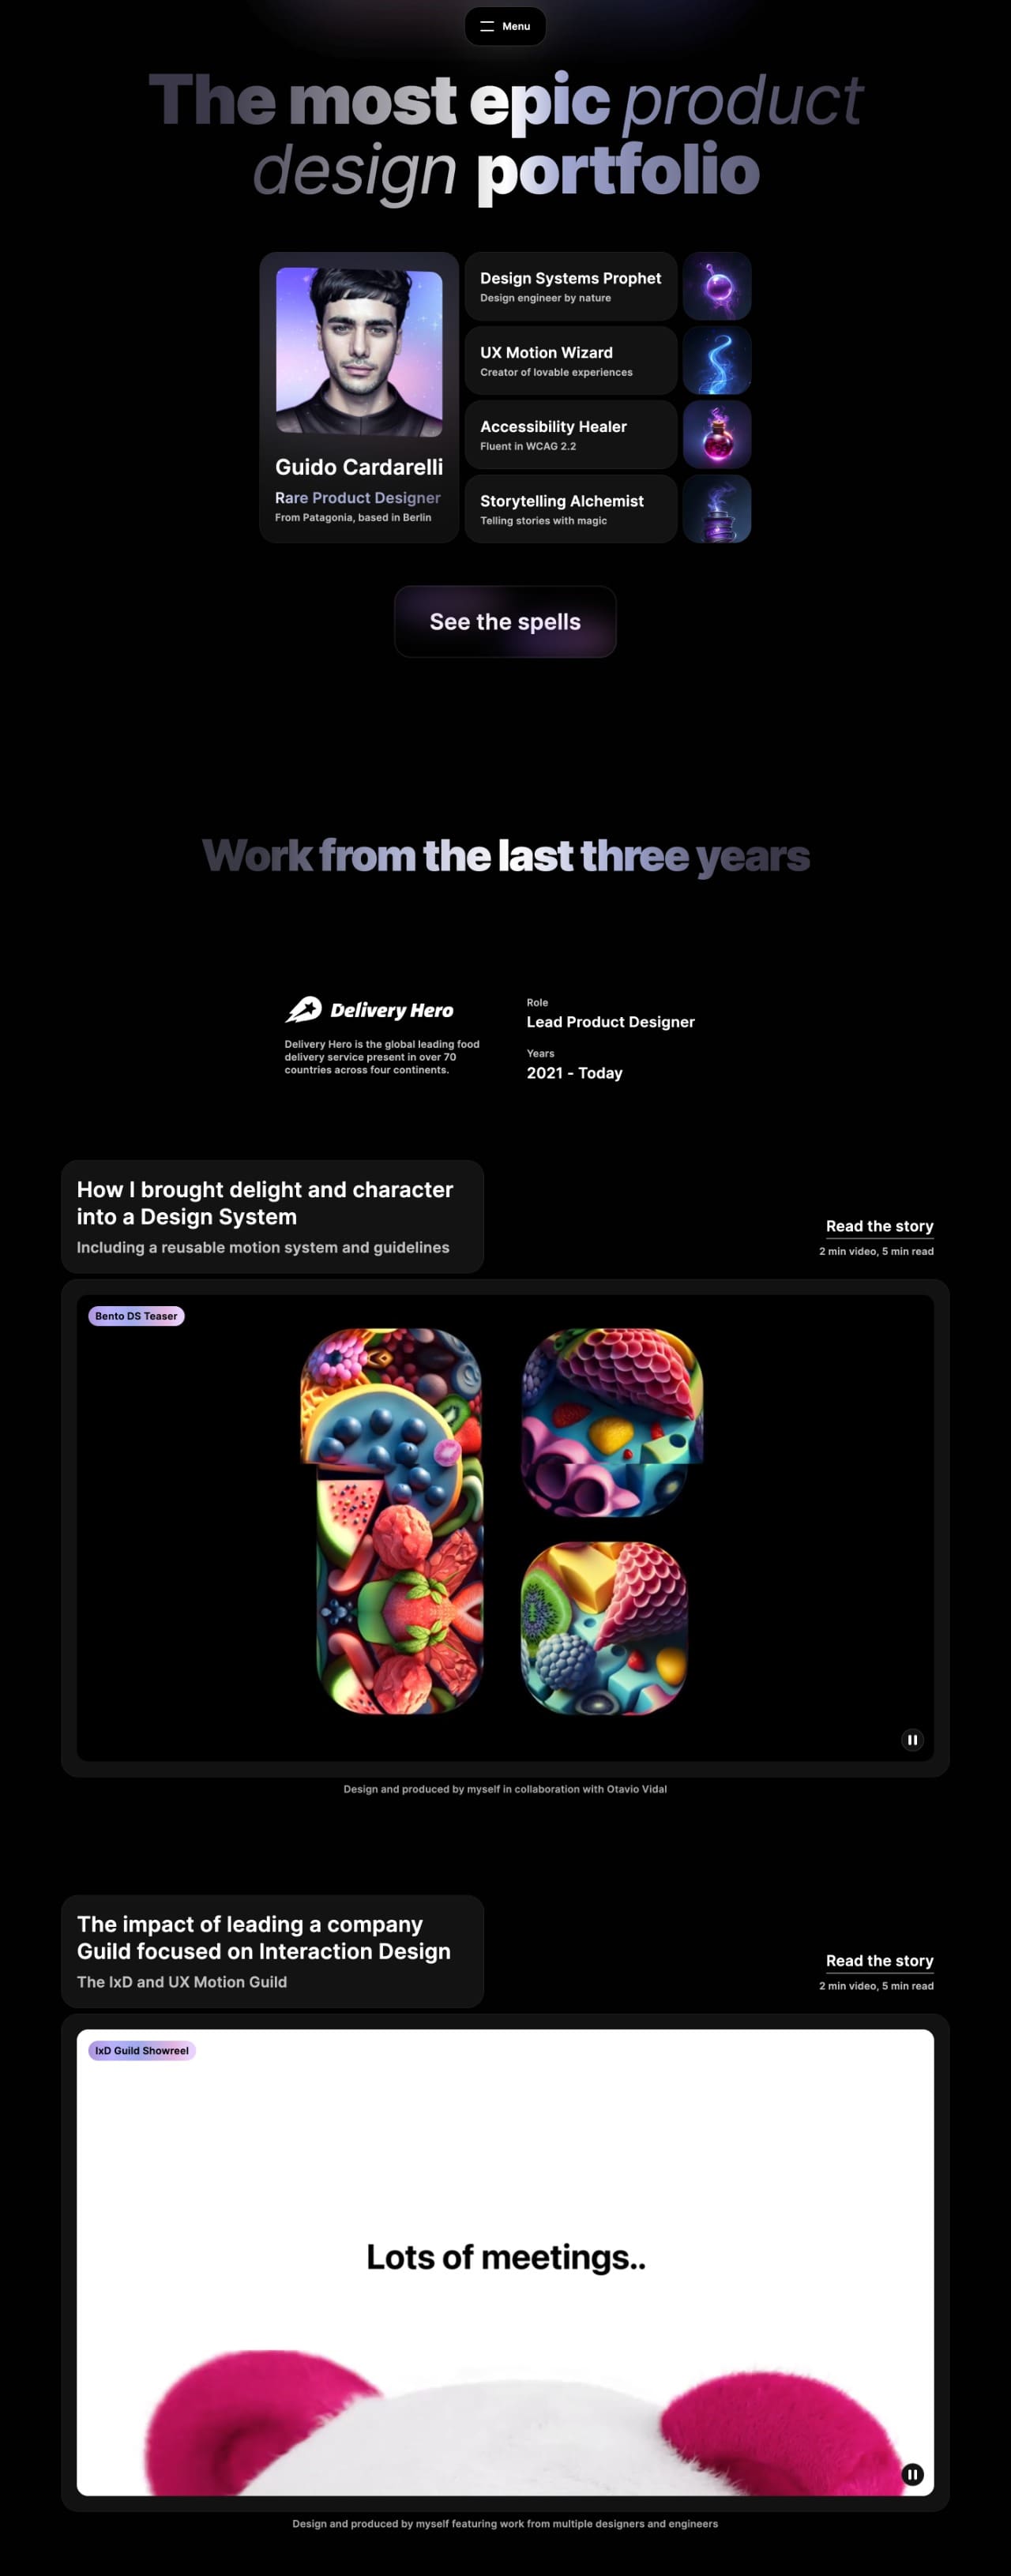 Menu
The most epic product
design portfolio
Guido Cardarelli
Rare Product Designer
From Patagonia, based in Berlin
Design Systems Prophet
Design engineer by nature
UX Motion Wizard
Creator of lovable experiences
Accessibility Healer
Fluent in WCAG 2.2
Storytelling Alchemist
Telling stories with magic
See the spells
Work from the last three years
Delivery Hero
Delivery Hero is the global leading food
delivery service present in over 70
countries across four continents.
Role
Lead Product Designer
Years
2021 - Today
How I brought delight and character
into a Design System
Including a reusable motion system and guidelines
Read the story
2 min video, 5 min read
Bento DS Teaser
Design and produced by myself in collaboration with Otavio Vidal
The impact of leading a company
Guild focused on Interaction Design
The IxD and UX Motion Guild
Read the story
2 min video, 5 min read
IxD Guild Showreel
Lots of meetings..
Design and produced by myself featuring work from multiple designers and engineers